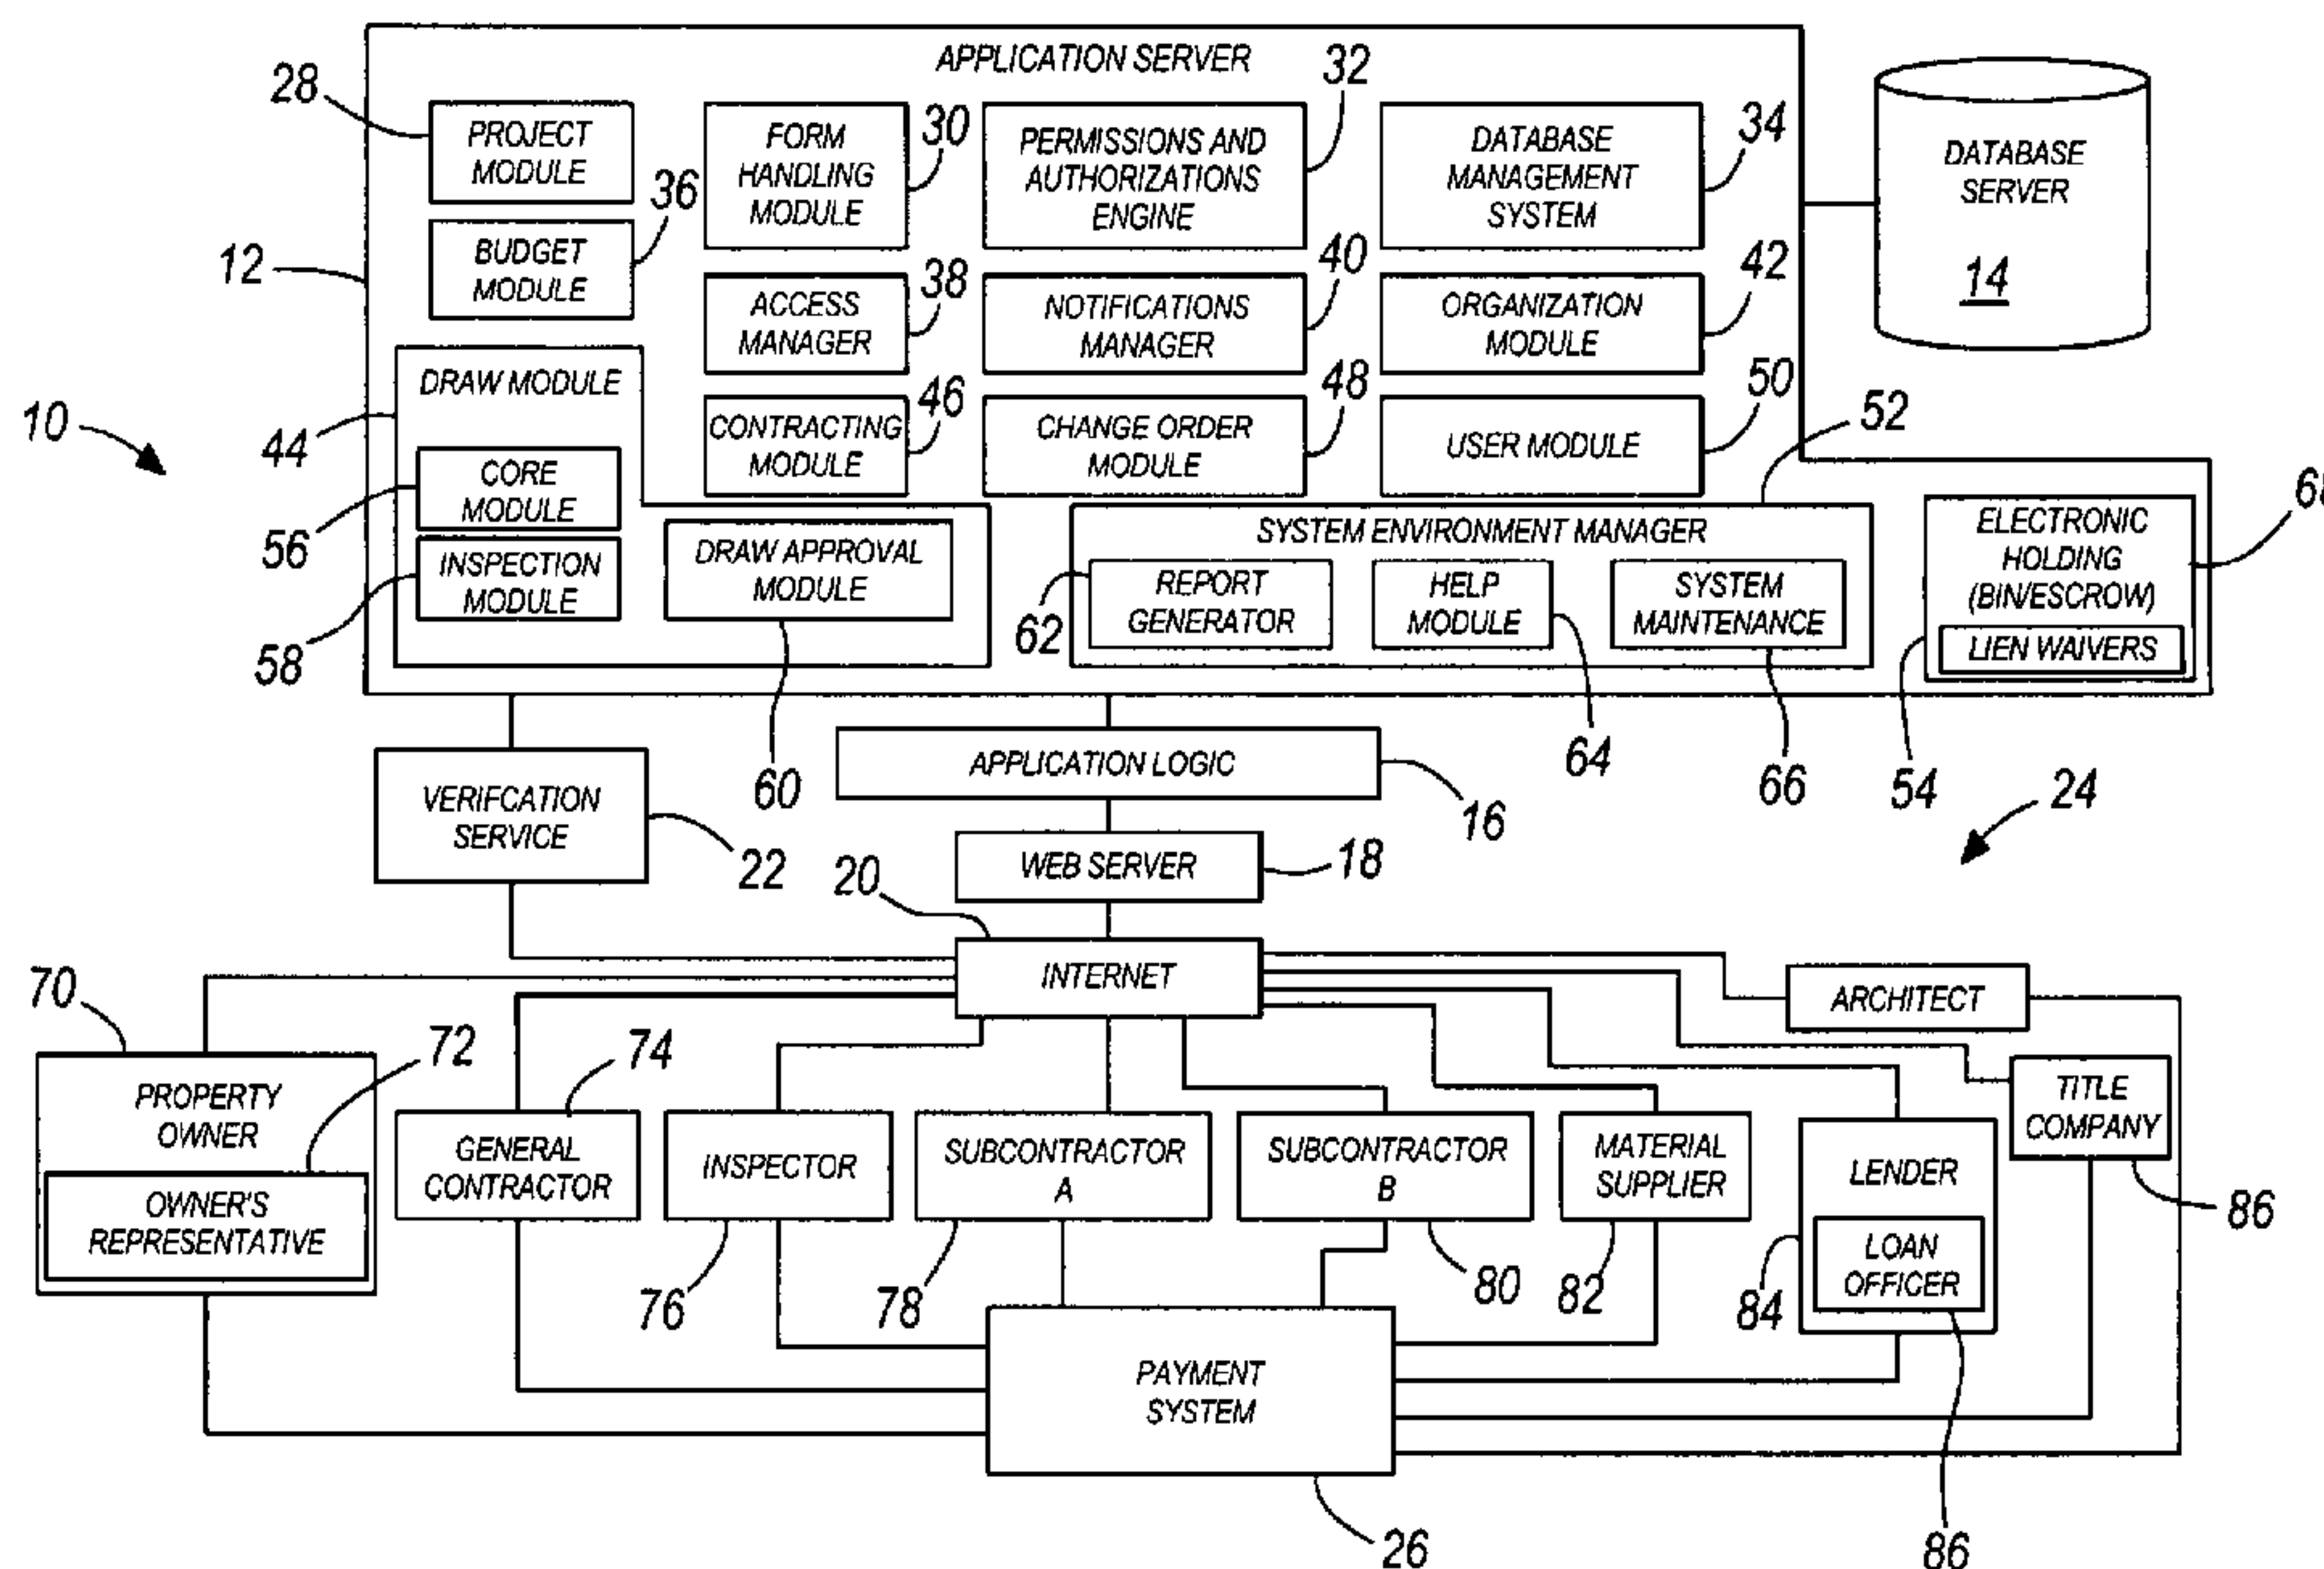 APPLICATION SERVER
28
PROJECT
MODULE
FORM
HANDLING
MODULE
30
PERMISSIONS AND
AUTHORIZATIONS
ENGINE
32
DATABASE
MANAGEMENT
SYSTEM
34
DATABASE
SERVER
14
12
BUDGET
MODULE
36
ACCESS
MANAGER
38
NOTIFICATIONS
MANAGER
40
ORGANIZATION
MODULE
42
10
44
DRAW MODULE
CONTRACTING
MODULE
46
CHANGE ORDER
MODULE
48
USER MODULE
50
52
56
CORE
MODULE
58
INSPECTION
MODULE
DRAW APPROVAL
MODULE
60
SYSTEM ENVIRONMENT MANAGER
62
REPORT
GENERATOR
HELP
MODULE
64
SYSTEM
MAINTENANCE
66
ELECTRONIC
HOLDING
(BIN/ESCROW)
LIEN WAIVERS
54
VERIFCATION
SERVICE
22
APPLICATION LOGIC
16
24
WEB SERVER
18
20
INTERNET
ARCHITECT
70
PROPERTY
OWNER
72
OWNER'S
REPRESENTATIVE
74
GENERAL
CONTRACTOR
INSPECTOR
76
SUBCONTRACTOR
A
78
SUBCONTRACTOR
B
80
MATERIAL
SUPPLIER
82
LENDER
84
LOAN
OFFICER
86
TITLE
COMPANY
86
PAYMENT
SYSTEM
26